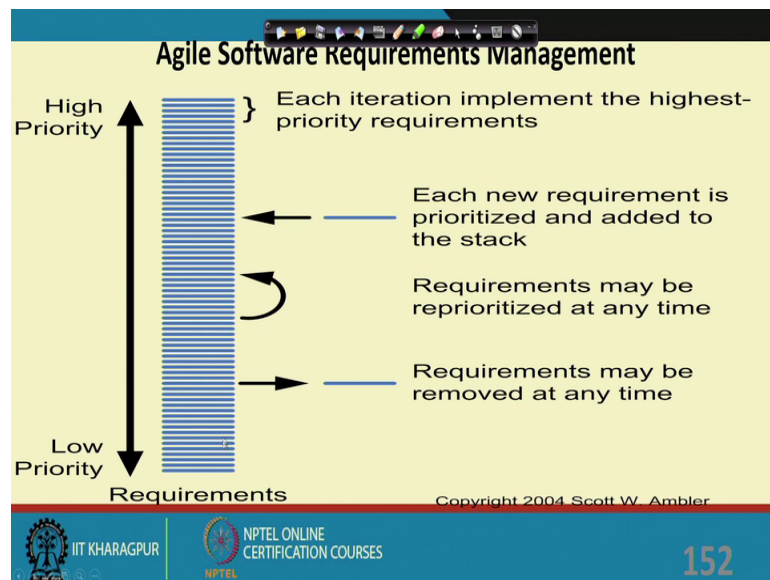 Agile Software Requirements Management
High
Priority
Each iteration implement the highest-
priority requirements
Each new requirement is
prioritized and added to
the stack
Requirements may be
reprioritized at any time
Requirements may be
removed at any time
Low
Priority
Requirements
Copyright 2004 Scott W. Ambler
IIT KHARAGPUR
NPTEL
NPTEL ONLINE
CERTIFICATION COURSES
152